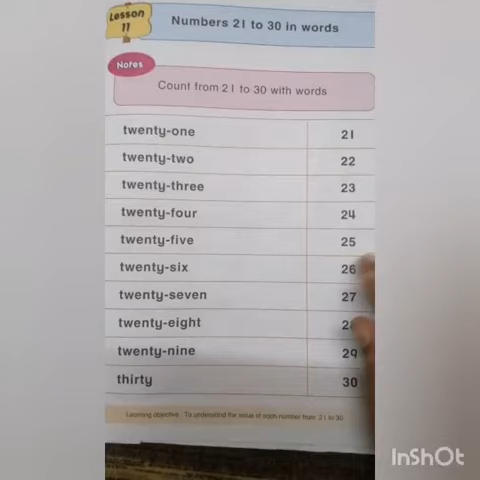 Lesson
11
Numbers 21 to 30 in words
Notes
Count from 21 to 30 with words
twenty-one 21
twenty-two 22
twenty-three 23
twenty-four 24
twenty-five 25
twenty-six 26
twenty-seven 27
twenty-eight 28
twenty-nine 29
thirty 30
Learning objective To understand the value of each number from 21 to 30
InShOt